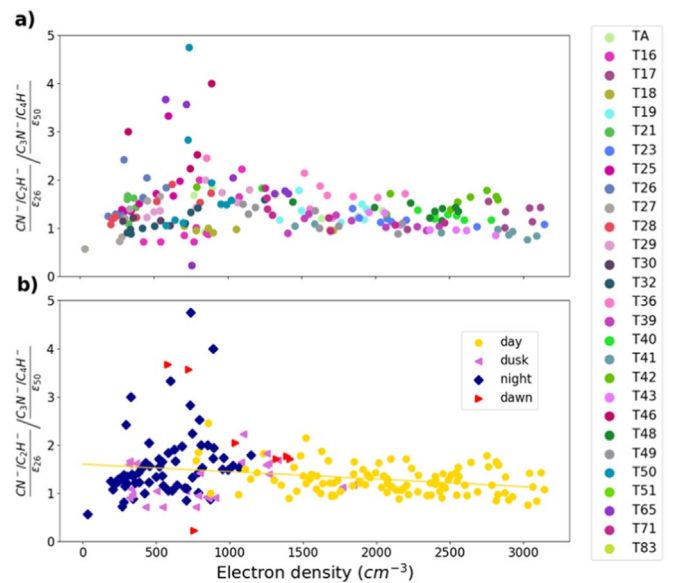 a)
5
4
3
2
1
0
CN⁻/C₂H⁻ / ε₂₆ / C₃N⁻/C₄H⁻ / ε₅₀
b)
5
4
3
2
1
0
CN⁻/C₂H⁻ / ε₂₆ / C₃N⁻/C₄H⁻ / ε₅₀
day
dusk
night
dawn
0 500 1000 1500 2000 2500 3000
Electron density (cm⁻³)
TA
T16
T17
T18
T19
T21
T23
T25
T26
T27
T28
T29
T30
T32
T36
T39
T40
T41
T42
T43
T46
T48
T49
T50
T51
T65
T71
T83